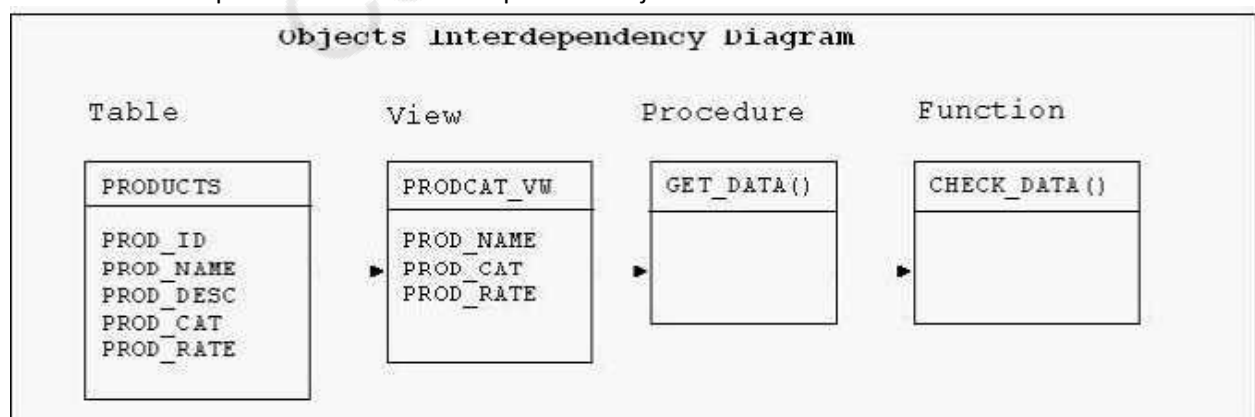 Objects Interdependency Diagram
Table
View
Procedure
Function
PRODUCTS
PROD_ID
PROD_NAME
PROD_DESC
PROD_CAT
PROD_RATE
PRODCAT_VW
PROD_NAME
PROD_CAT
PROD_RATE
GET_DATA()
CHECK_DATA()